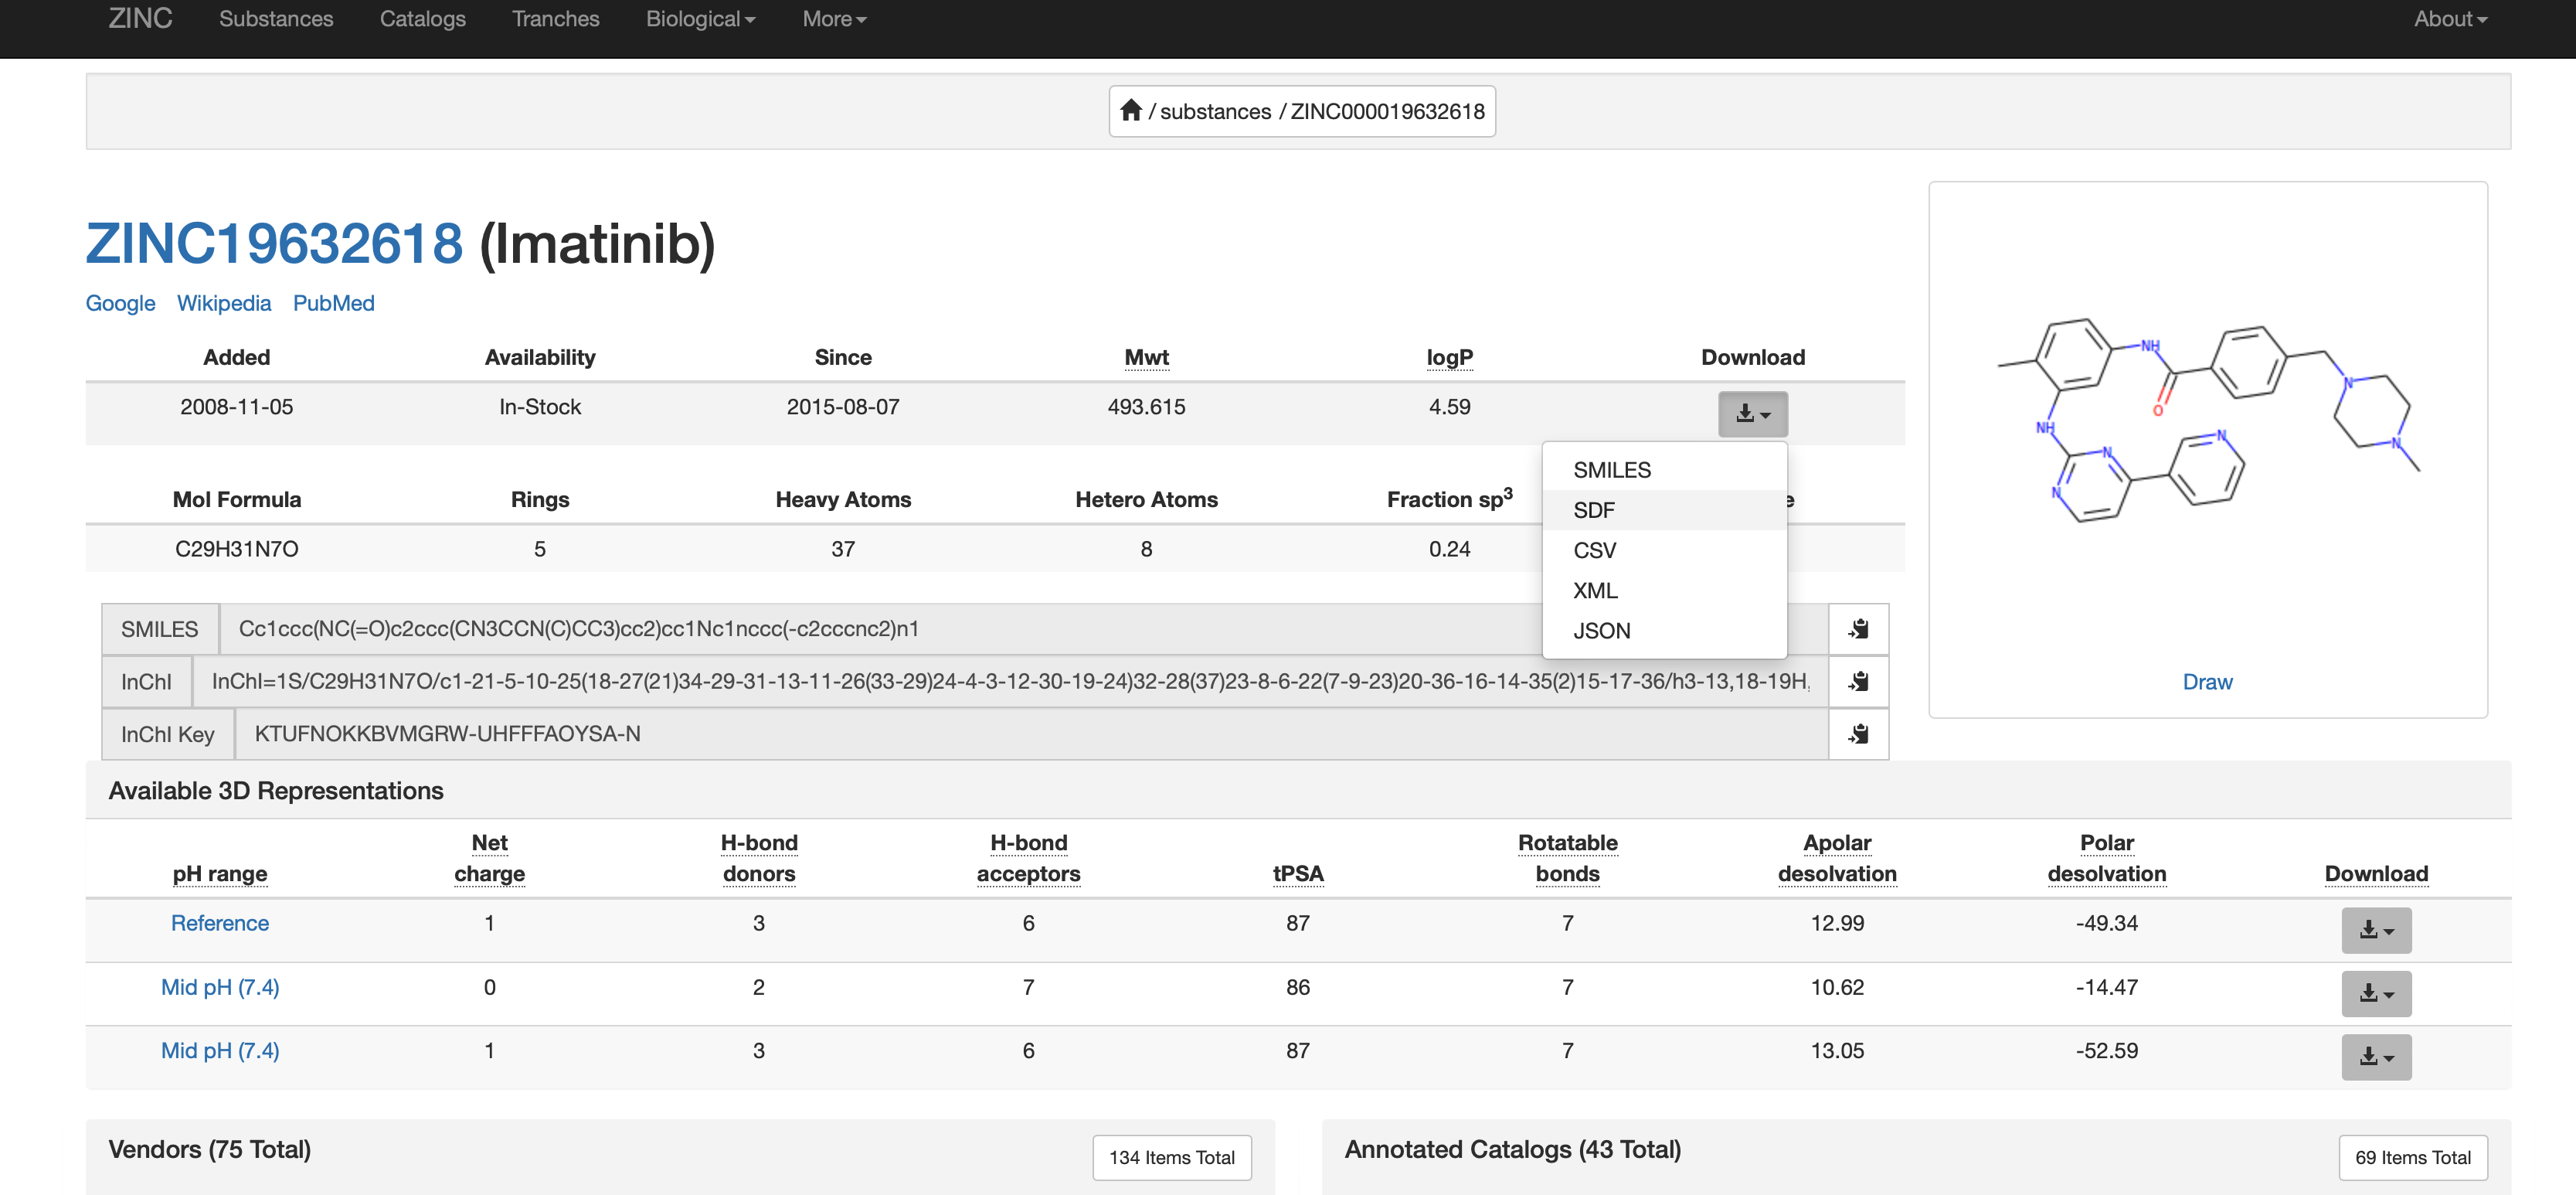 ZINC Substances Catalogs Tranches Biological More About
/ substances / ZINC000019632618
ZINC19632618 (Imatinib)
Google Wikipedia PubMed
Added Availability Since Mwt logP Download
2008-11-05 In-Stock 2015-08-07 493.615 4.59
SMILES
SDF
CSV
XML
JSON
Mol Formula Rings Heavy Atoms Hetero Atoms Fraction sp³
C29H31N7O 5 37 8 0.24
SMILES Cc1ccc(NC(=O)c2ccc(CN3CCN(C)CC3)cc2)cc1Nc1nccc(-c2cccnc2)n1
InChI InChI=1S/C29H31N7O/c1-21-5-10-25(18-27(21)34-29-31-13-11-26(33-29)24-4-3-12-30-19-24)32-28(37)23-8-6-22(7-9-23)20-36-16-14-35(2)15-17-36/h3-13,18-19H,
InChI Key KTUFNOKKBVMGRW-UHFFFAOYSA-N
NH
O
N
N
NH
N
N
N
Draw
Available 3D Representations
pH range Net charge H-bond donors H-bond acceptors tPSA Rotatable bonds Apolar desolvation Polar desolvation Download
Reference 1 3 6 87 7 12.99 -49.34
Mid pH (7.4) 0 2 7 86 7 10.62 -14.47
Mid pH (7.4) 1 3 6 87 7 13.05 -52.59
Vendors (75 Total) 134 Items Total
Annotated Catalogs (43 Total) 69 Items Total